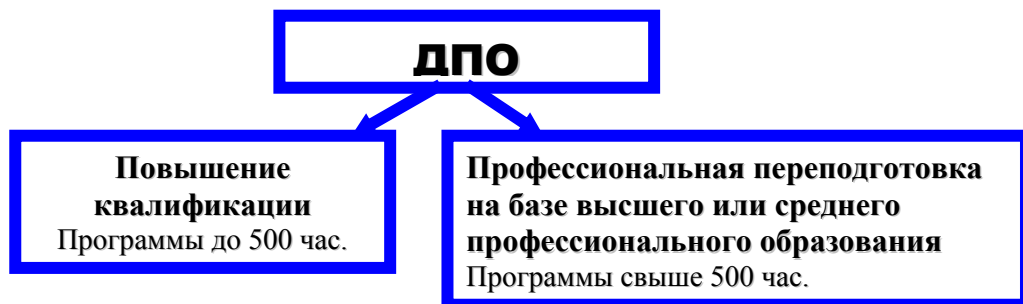 ДПО
Повышение
квалификации
Программы до 500 час.
Профессиональная переподготовка
на базе высшего или среднего
профессионального образования
Программы свыше 500 час.